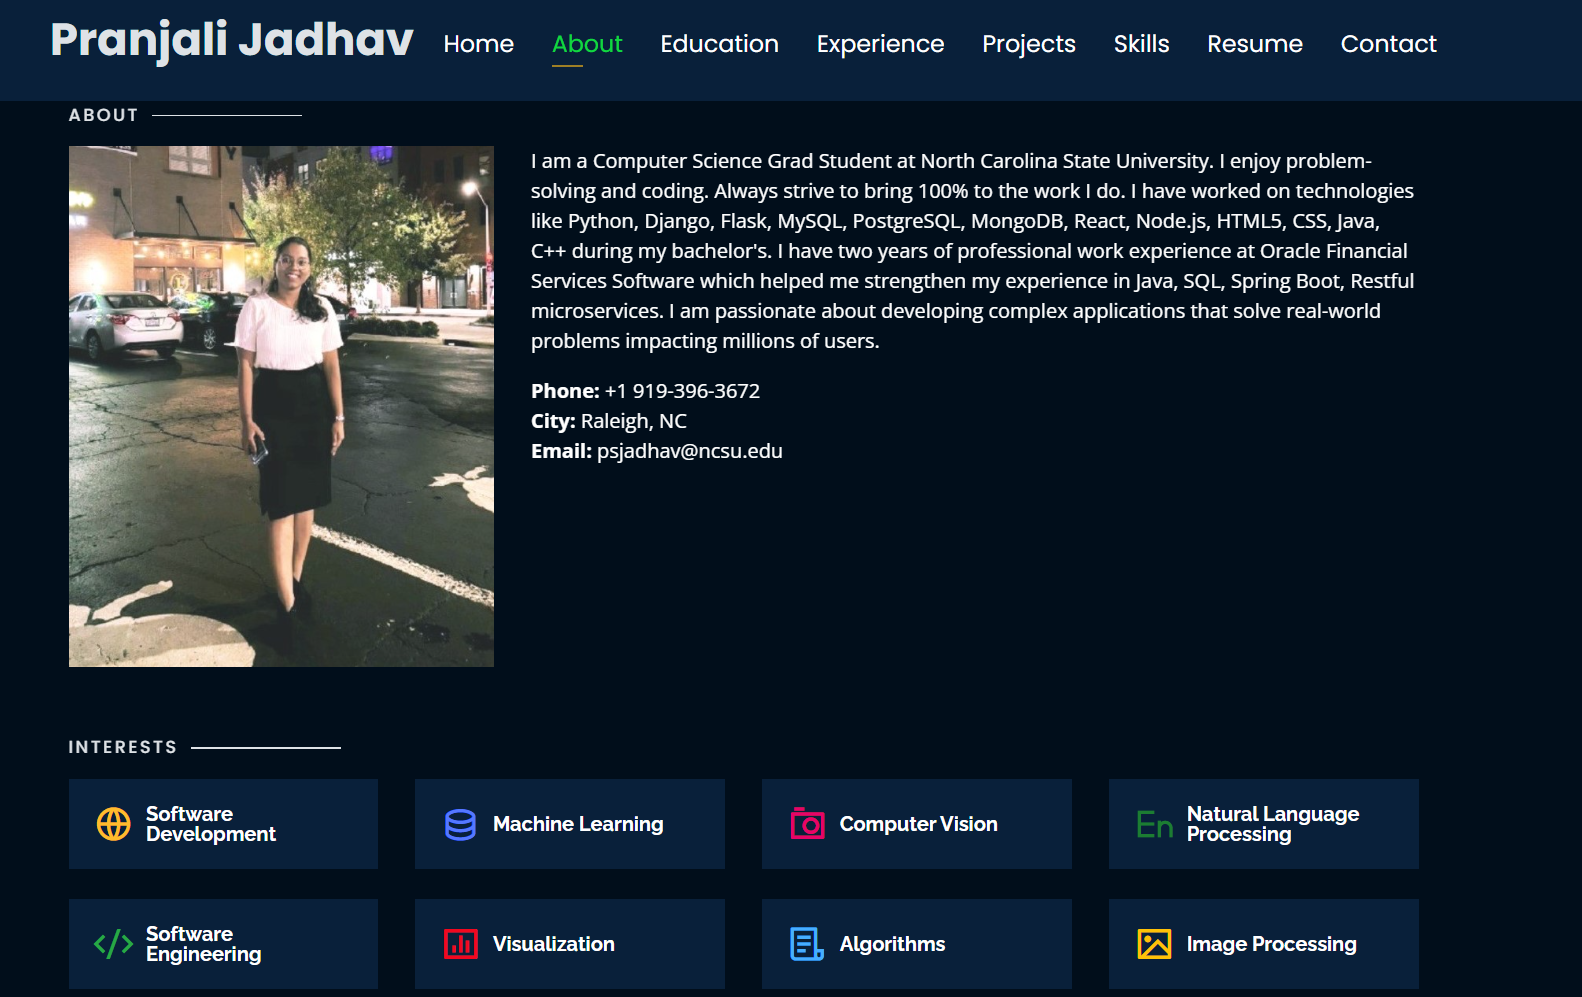 Pranjali Jadhav Home About Education Experience Projects Skills Resume Contact
ABOUT
I am a Computer Science Grad Student at North Carolina State University. I enjoy problem-
solving and coding. Always strive to bring 100% to the work I do. I have worked on technologies
like Python, Django, Flask, MySQL, PostgreSQL, MongoDB, React, Node.js, HTML5, CSS, Java,
C++ during my bachelor's. I have two years of professional work experience at Oracle Financial
Services Software which helped me strengthen my experience in Java, SQL, Spring Boot, Restful
microservices. I am passionate about developing complex applications that solve real-world
problems impacting millions of users.
Phone: +1 919-396-3672
City: Raleigh, NC
Email: psjadhav@ncsu.edu
INTERESTS
Software
Development
Machine Learning
Computer Vision
En
Natural Language
Processing
Software
Engineering
Visualization
Algorithms
Image Processing